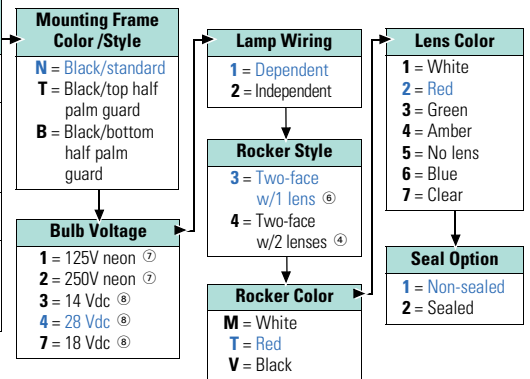 Mounting Frame
Color /Style
N = Black/standard
T = Black/top half
palm guard
B = Black/bottom
half palm
guard
Bulb Voltage
1 = 125V neon ⑦
2 = 250V neon ⑦
3 = 14 Vdc ⑧
4 = 28 Vdc ⑧
7 = 18 Vdc ⑧
Lamp Wiring
1 = Dependent
2 = Independent
Rocker Style
3 = Two-face
w/1 lens ⑥
4 = Two-face
w/2 lenses ④
Rocker Color
M = White
T = Red
V = Black
Lens Color
1 = White
2 = Red
3 = Green
4 = Amber
5 = No lens
6 = Blue
7 = Clear
Seal Option
1 = Non-sealed
2 = Sealed